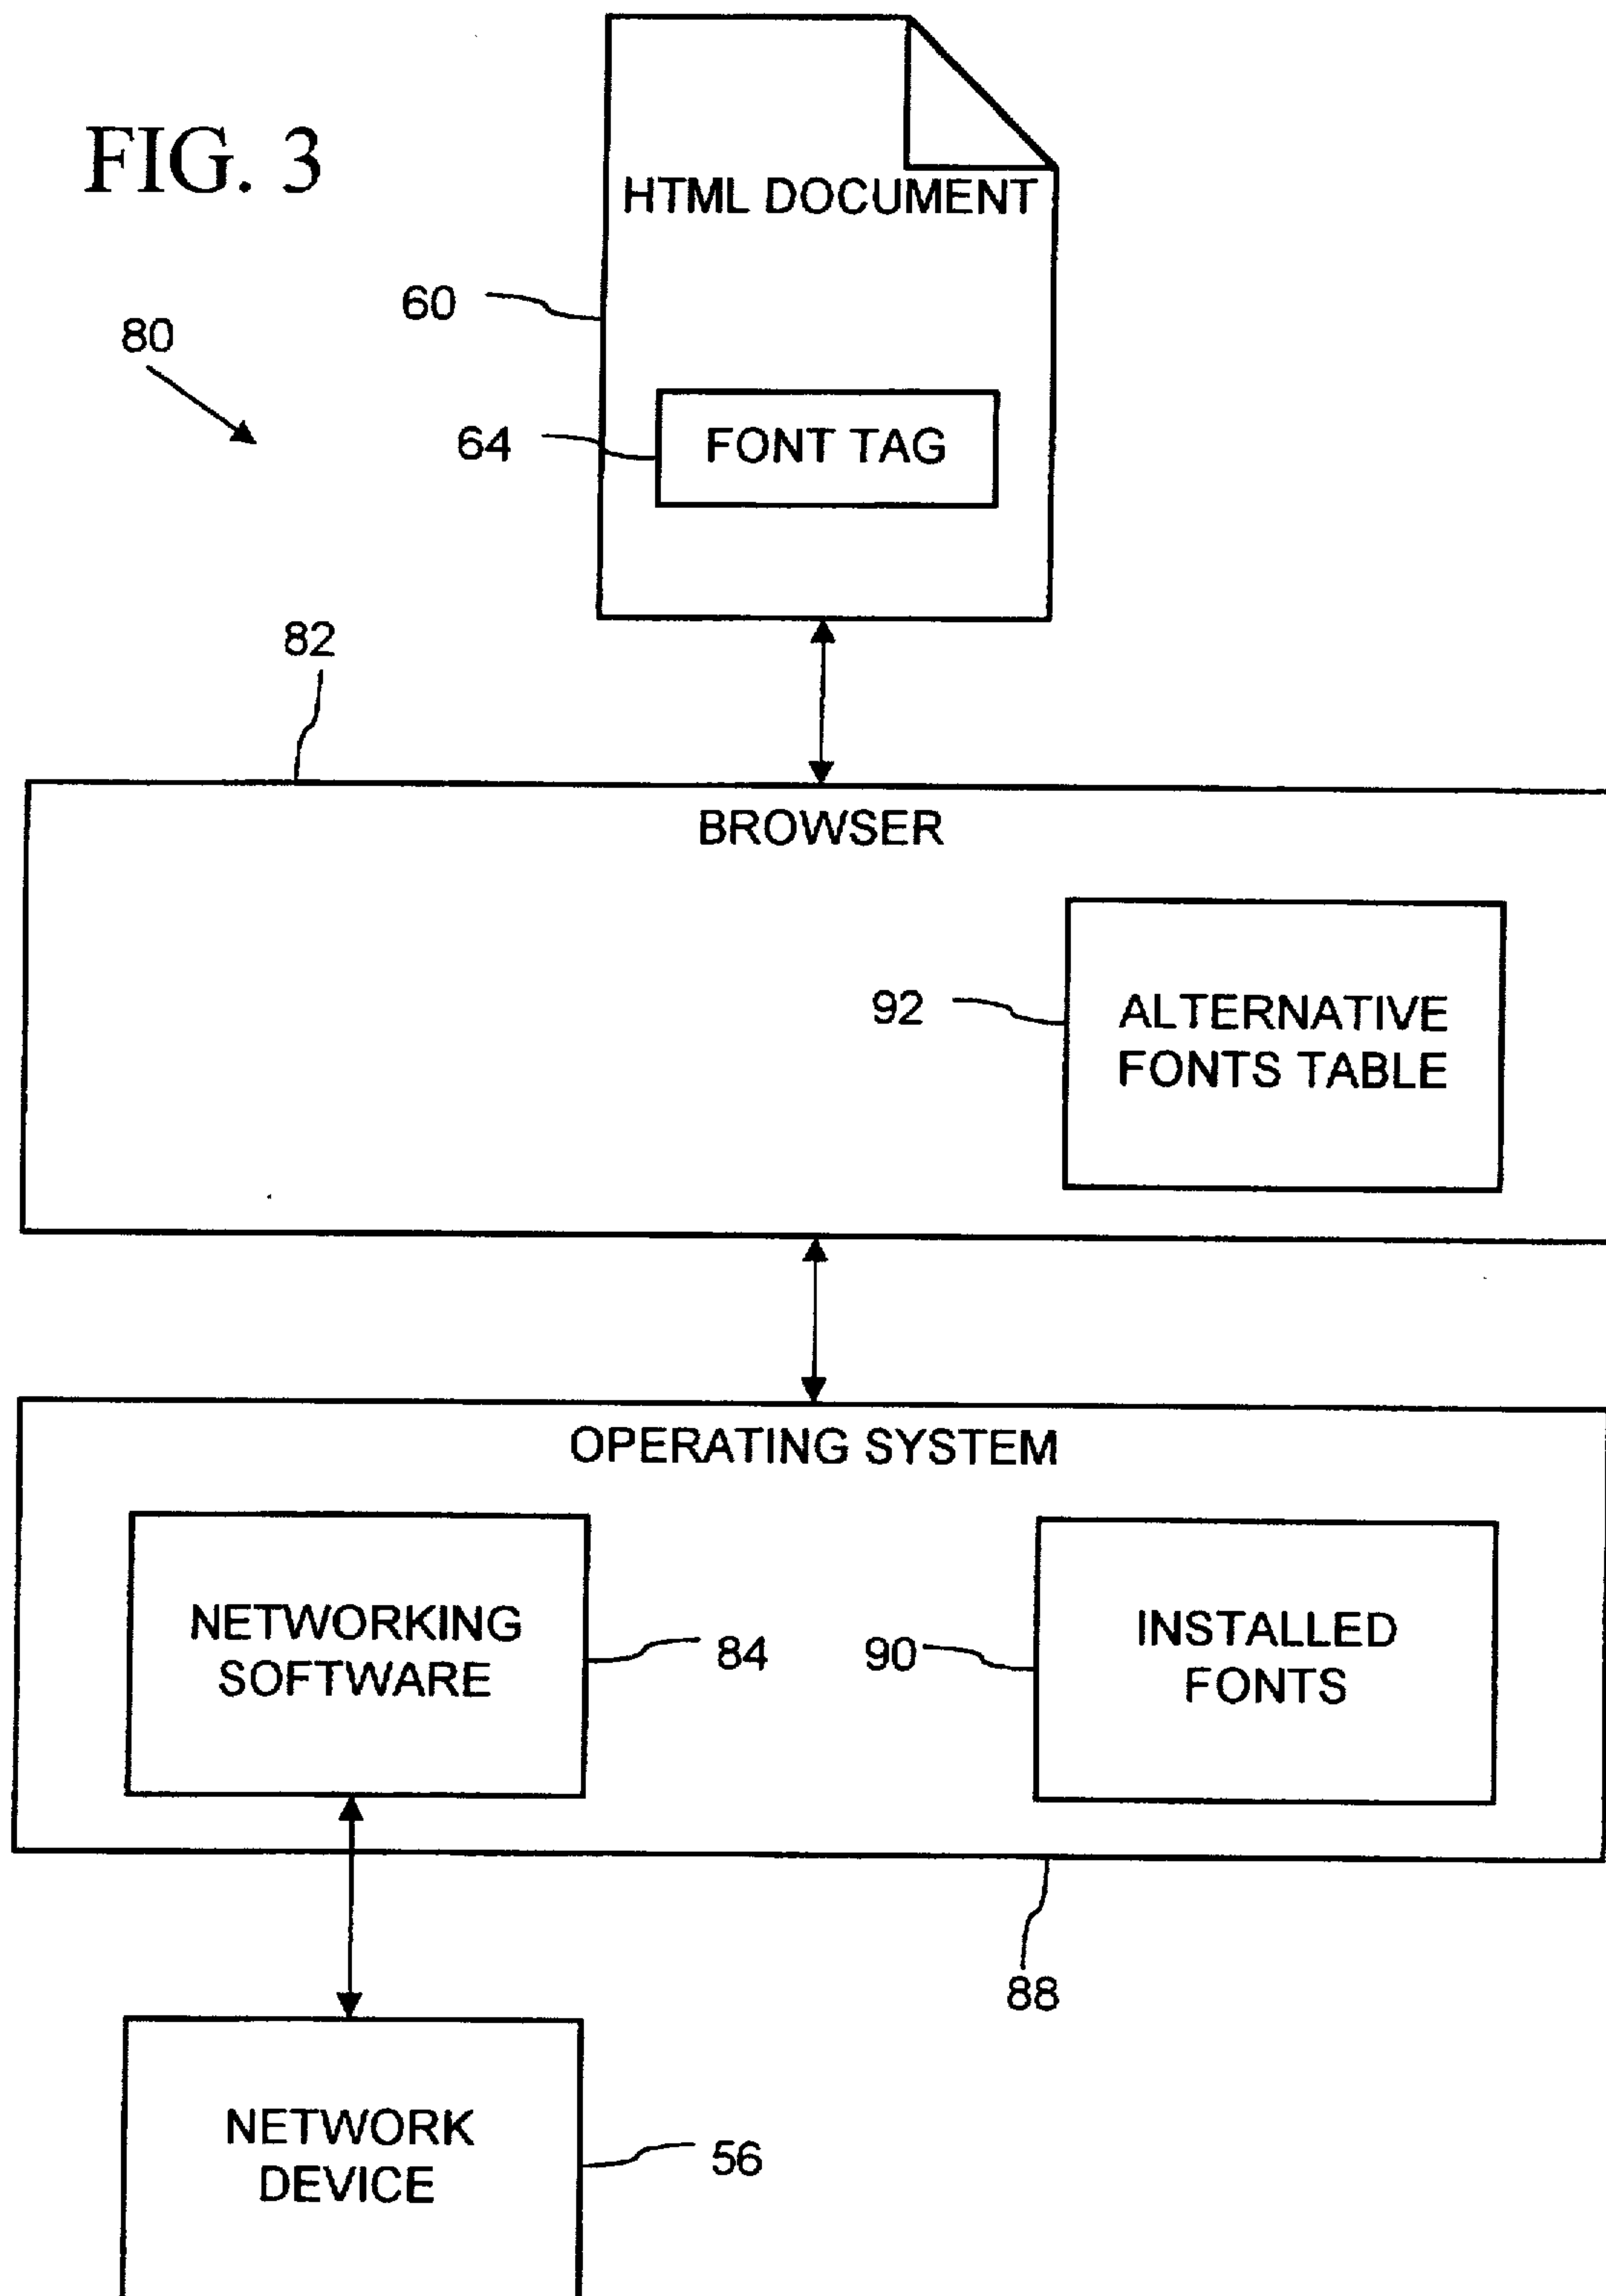 FIG. 3
HTML DOCUMENT
60
80
64
FONT TAG
82
BROWSER
92
ALTERNATIVE
FONTS TABLE
OPERATING SYSTEM
NETWORKING
SOFTWARE
84
90
INSTALLED
FONTS
88
NETWORK
DEVICE
56